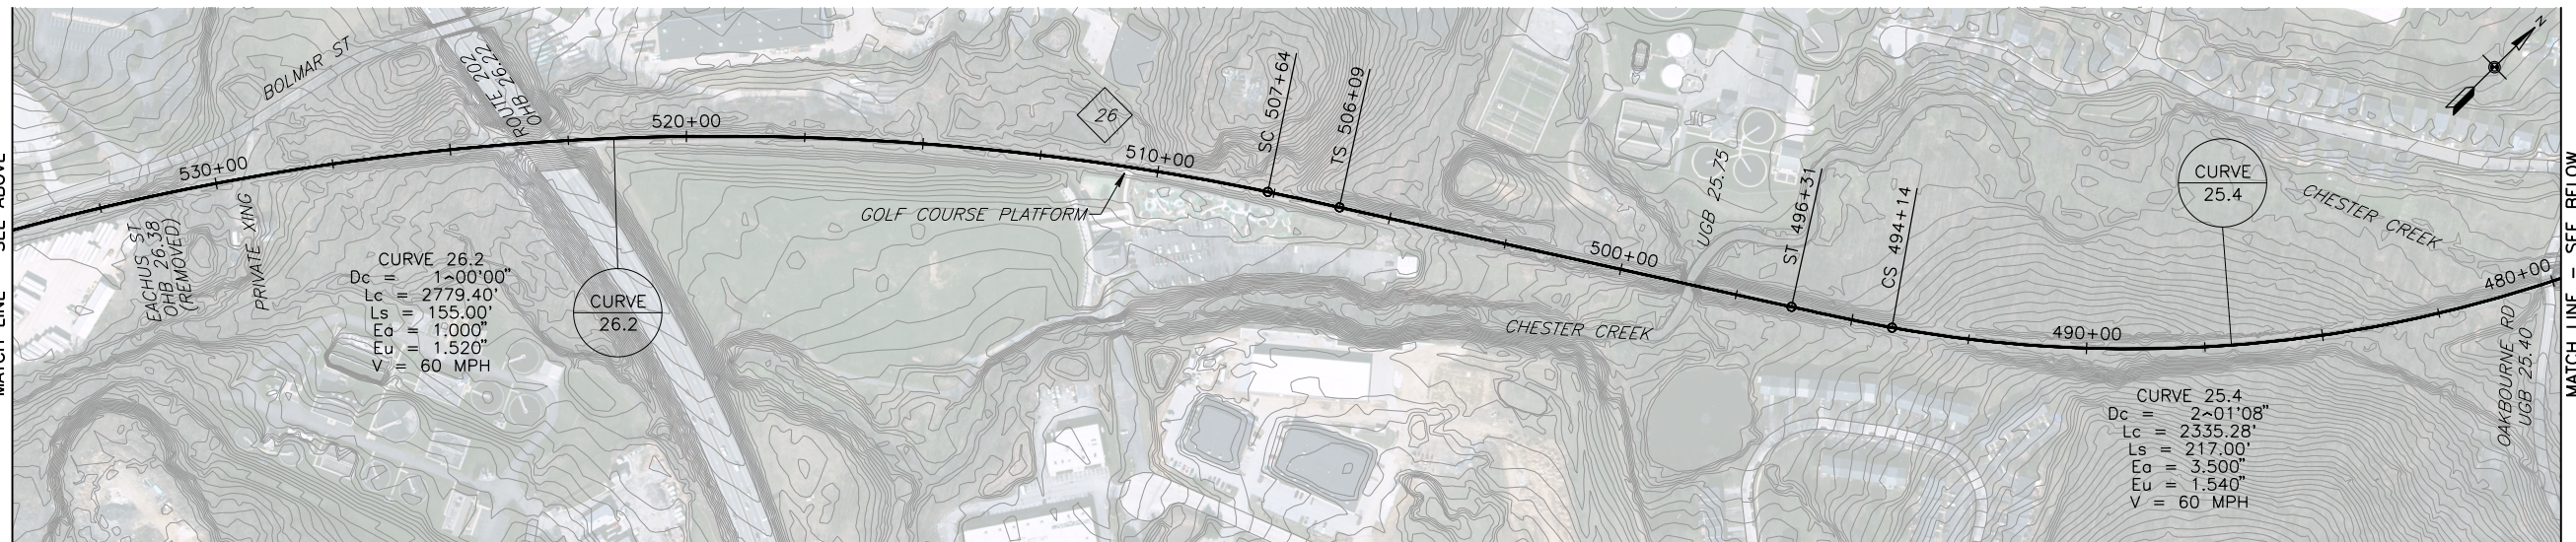 MATCH LINE - SEE ABOVE
BOLMAR ST
ROUTE 202
OHB 26.22
530+00
520+00
26
510+00
SC 507+64
TS 506+09
GOLF COURSE PLATFORM
EACHUS ST
OHB 26.38
(REMOVED)
PRIVATE XING
CURVE 26.2
Dc = 1^00'00"
Lc = 2779.40'
Ls = 155.00'
Ea = 1.000"
Eu = 1.520"
V = 60 MPH
CURVE
26.2
500+00
UGB 25.75
ST 496+31
CS 494+14
CHESTER CREEK
490+00
CURVE
25.4
CHESTER CREEK
480+00
N
CURVE 25.4
Dc = 2^01'08"
Lc = 2335.28'
Ls = 217.00'
Ea = 3.500"
Eu = 1.540"
V = 60 MPH
OAKBOURNE RD
UGB 25.40
MATCH LINE - SEE BELOW